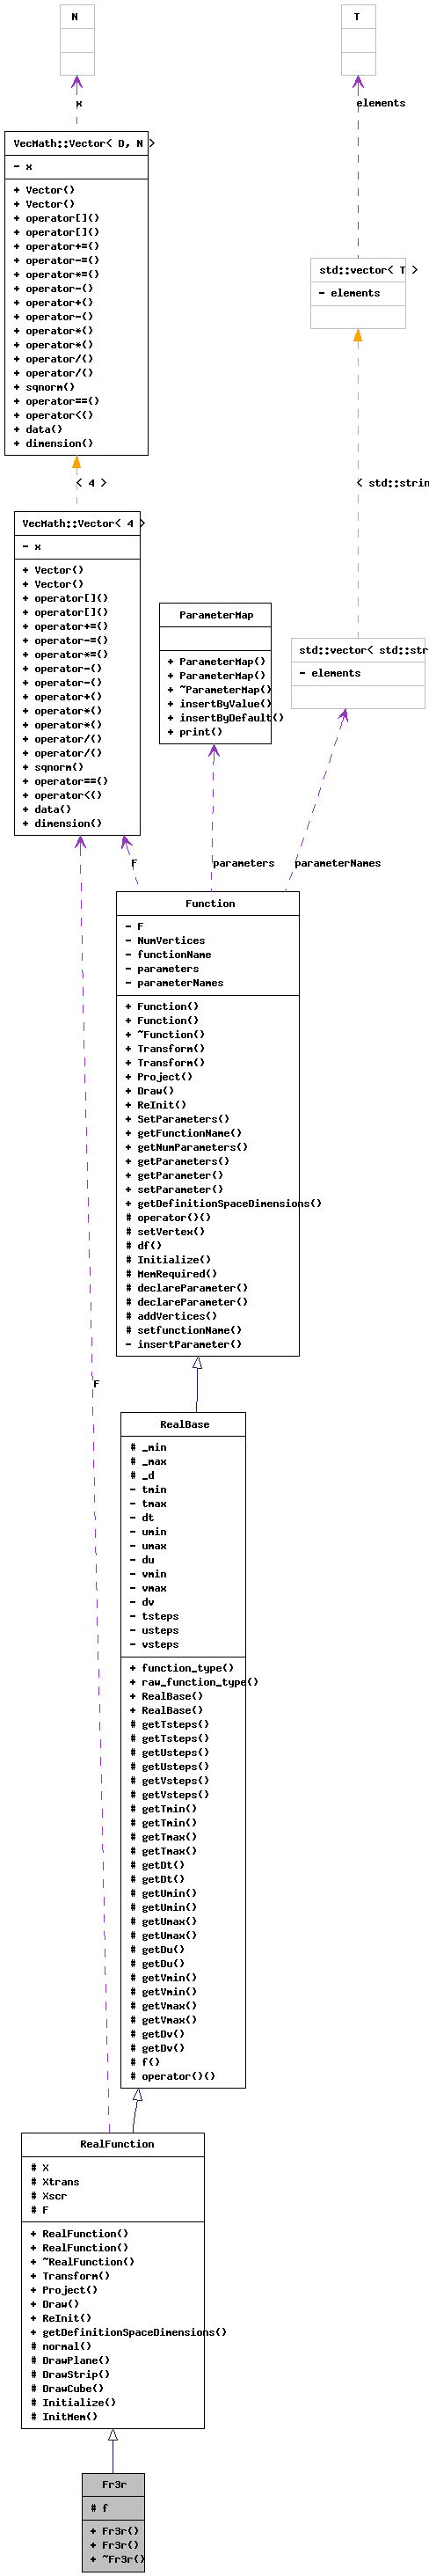 N
T
x
elements
VecMath::Vector< D, N >
- x
+ Vector()
+ Vector()
+ operator[]()
+ operator[]()
+ operator+=()
+ operator-=()
+ operator*=()
+ operator-()
+ operator+()
+ operator-()
+ operator*()
+ operator*()
+ operator/()
+ operator/()
+ sqnorm()
+ operator==()
+ operator<()
+ data()
+ dimension()
std::vector< T >
- elements
< 4 >
< std::strin
VecMath::Vector< 4 >
- x
+ Vector()
+ Vector()
+ operator[]()
+ operator[]()
+ operator+=()
+ operator-=()
+ operator*=()
+ operator-()
+ operator-()
+ operator+()
+ operator*()
+ operator*()
+ operator/()
+ operator/()
+ sqnorm()
+ operator==()
+ operator<()
+ data()
+ dimension()
ParameterMap
+ ParameterMap()
+ ParameterMap()
+ ~ParameterMap()
+ insertByValue()
+ insertByDefault()
+ print()
std::vector< std::str
- elements
F
parameters
parameterNames
Function
- F
- NumVertices
- functionName
- parameters
- parameterNames
+ Function()
+ Function()
+ ~Function()
+ Transform()
+ Transform()
+ Project()
+ Draw()
+ ReInit()
+ SetParameters()
+ getFunctionName()
+ getNumParameters()
+ getParameters()
+ getParameter()
+ setParameter()
+ getDefinitionSpaceDimensions()
# operator()()
# setVertex()
# df()
# Initialize()
# MemRequired()
# declareParameter()
# declareParameter()
# addVertices()
# setfunctionName()
- insertParameter()
F
RealBase
# _min
# _max
# _d
- tmin
- tmax
- dt
- umin
- umax
- du
- vmin
- vmax
- dv
- tsteps
- usteps
- vsteps
+ function_type()
+ raw_function_type()
+ RealBase()
+ RealBase()
# getTsteps()
# getTsteps()
# getUsteps()
# getUsteps()
# getVsteps()
# getVsteps()
# getTmin()
# getTmin()
# getTmax()
# getTmax()
# getDt()
# getDt()
# getUmin()
# getUmin()
# getUmax()
# getUmax()
# getDu()
# getDu()
# getVmin()
# getVmin()
# getVmax()
# getVmax()
# getDv()
# getDv()
# f()
# operator()()
RealFunction
# X
# Xtrans
# Xscr
# F
+ RealFunction()
+ RealFunction()
+ ~RealFunction()
+ Transform()
+ Project()
+ Draw()
+ ReInit()
+ getDefinitionSpaceDimensions()
# normal()
# DrawPlane()
# DrawStrip()
# DrawCube()
# Initialize()
# InitMem()
Fr3r
# f
+ Fr3r()
+ Fr3r()
+ ~Fr3r()